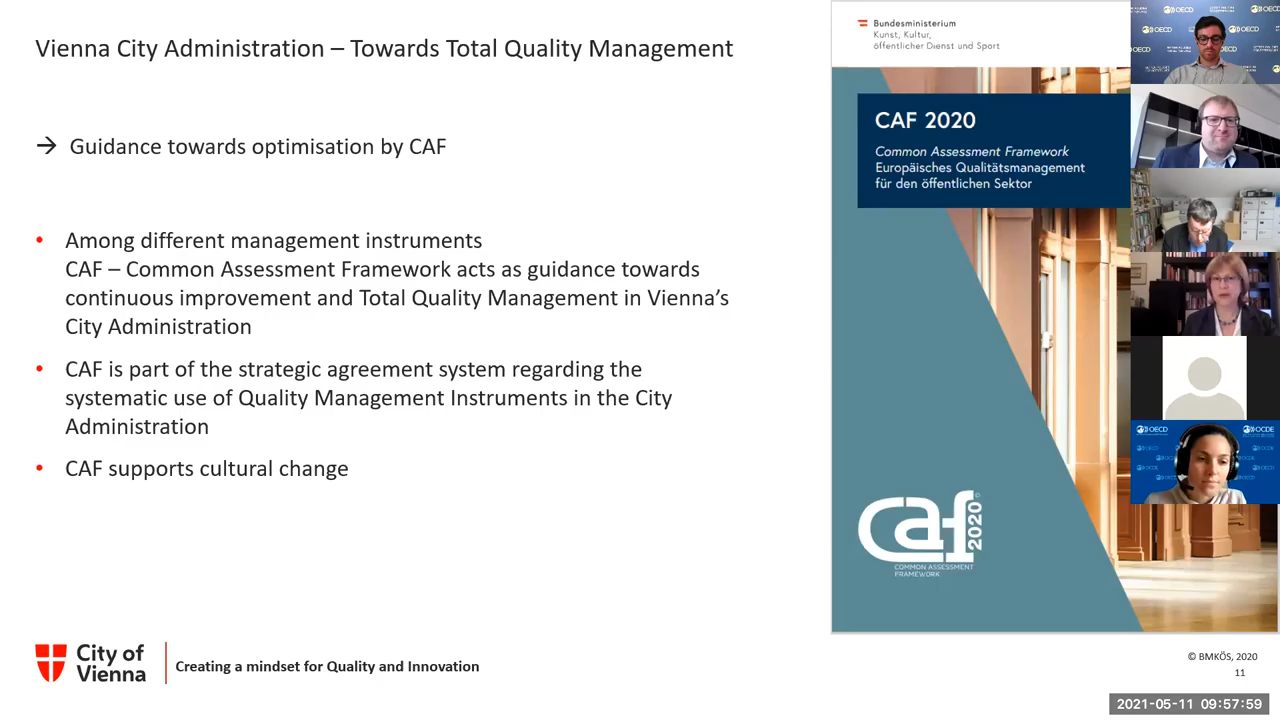 Vienna City Administration – Towards Total Quality Management
→ Guidance towards optimisation by CAF
• Among different management instruments
CAF – Common Assessment Framework acts as guidance towards
continuous improvement and Total Quality Management in Vienna’s
City Administration
• CAF is part of the strategic agreement system regarding the
systematic use of Quality Management Instruments in the City
Administration
• CAF supports cultural change
City of
Vienna
Creating a mindset for Quality and Innovation
Bundesministerium
Kunst, Kultur,
öffentlicher Dienst und Sport
CAF 2020
Common Assessment Framework
Europäisches Qualitätsmanagement
für den öffentlichen Sektor
caf 2020
COMMON ASSESSMENT
FRAMEWORK
OECD
OECD
OECD
OECD
OCDE
© BMKÖS, 2020
11
2021-05-11 09:57:59